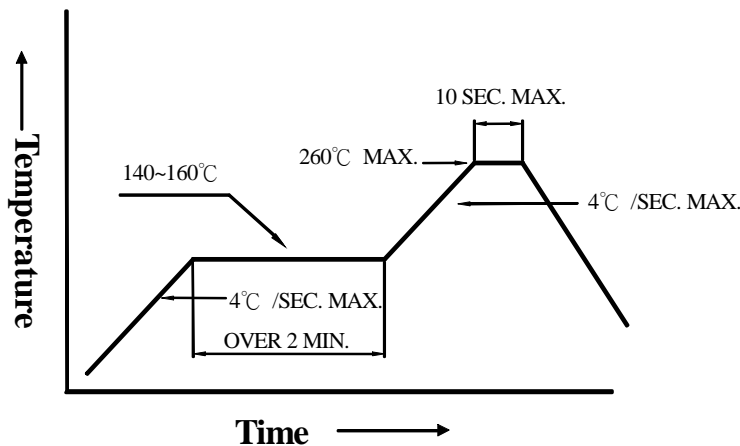 10 SEC. MAX.
260℃ MAX.
140~160℃
4℃ /SEC. MAX.
4℃ /SEC. MAX.
OVER 2 MIN.
Temperature
Time